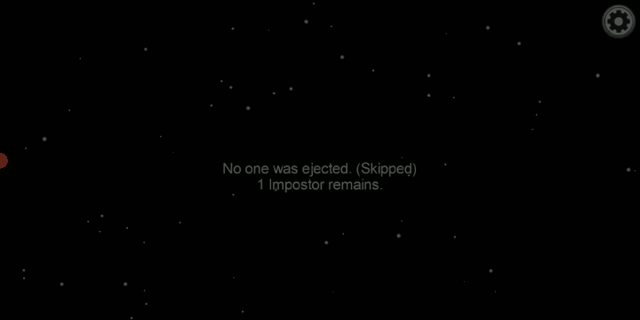 No one was ejected. (Skipped)
1 Impostor remains.